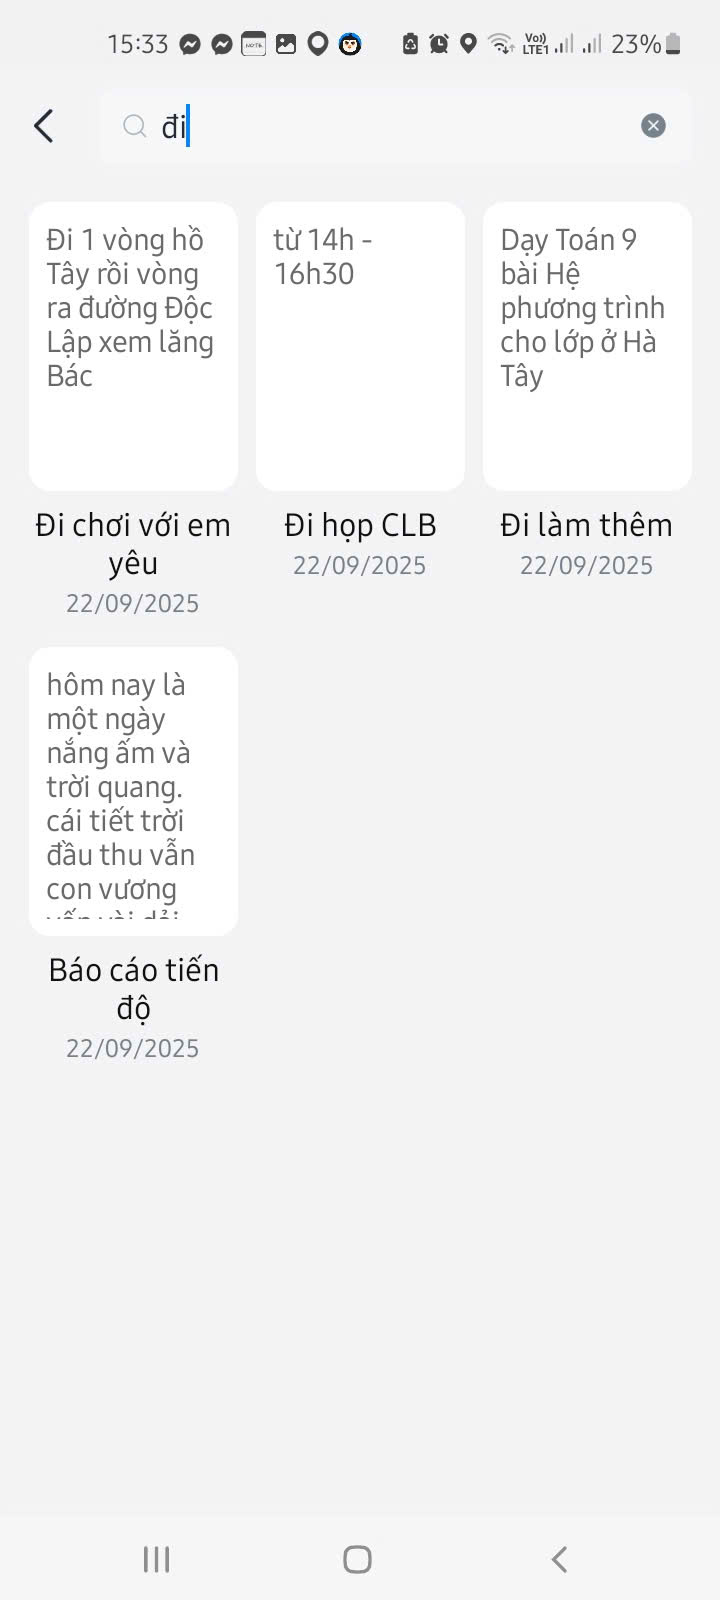 15:33
NOTE
Vo))
LTE1
23%
đi
Đi 1 vòng hồ
Tây rồi vòng
ra đường Độc
Lập xem lăng
Bác
Đi chơi với em
yêu
22/09/2025
từ 14h -
16h30
Đi họp CLB
22/09/2025
Dạy Toán 9
bài Hệ
phương trình
cho lớp ở Hà
Tây
Đi làm thêm
22/09/2025
hôm nay là
một ngày
nắng ấm và
trời quang.
cái tiết trời
đầu thu vẫn
con vương
Báo cáo tiến
độ
22/09/2025